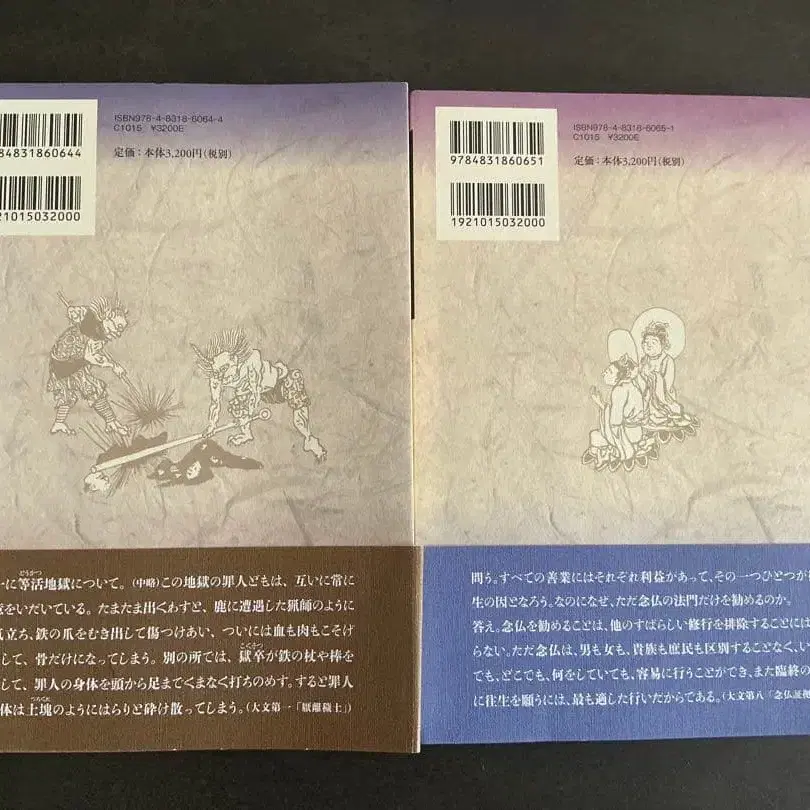 ISBN978-4-8318-6064-4
C1015 ¥3200E
定価：本体3,200円(税別)
84831860644
21015032000
に等活地獄について。(中略)この地獄の罪人どもは、互いに常に
どうかつ
をいだいている。たまたま出くわすと、鹿に遭遇した猟師のように
立ち、鉄の爪をむき出して傷つけあい、ついには血も肉もこそげ
して、骨だけになってしまう。別の所では、獄卒が鉄の杖や棒を
ごくそつ
して、罪人の身体を頭から足までくまなく打ちのめす。すると罪人
体は土塊のようにはらりと砕け散ってしまう。(大文第一「厭離穢土」)
つちくれ
ISBN978-4-8318-6065-1
C1015 ¥3200E
定価：本体3,200円(税別)
9784831860651
1921015032000
問う。すべての善業にはそれぞれ利益があって、その一つひとつが
生の因となろう。なのになぜ、ただ念仏の法門だけを勧めるのか。
答え。念仏を勧めることは、他のすばらしい修行を排除することには
らない。ただ念仏は、男も女も、貴族も庶民も区別することなく、い
でも、どこでも、何をしていても、容易に行うことができ、また臨終の
に往生を願うには、最も適した行いだからである。(大文第八「念仏証拠